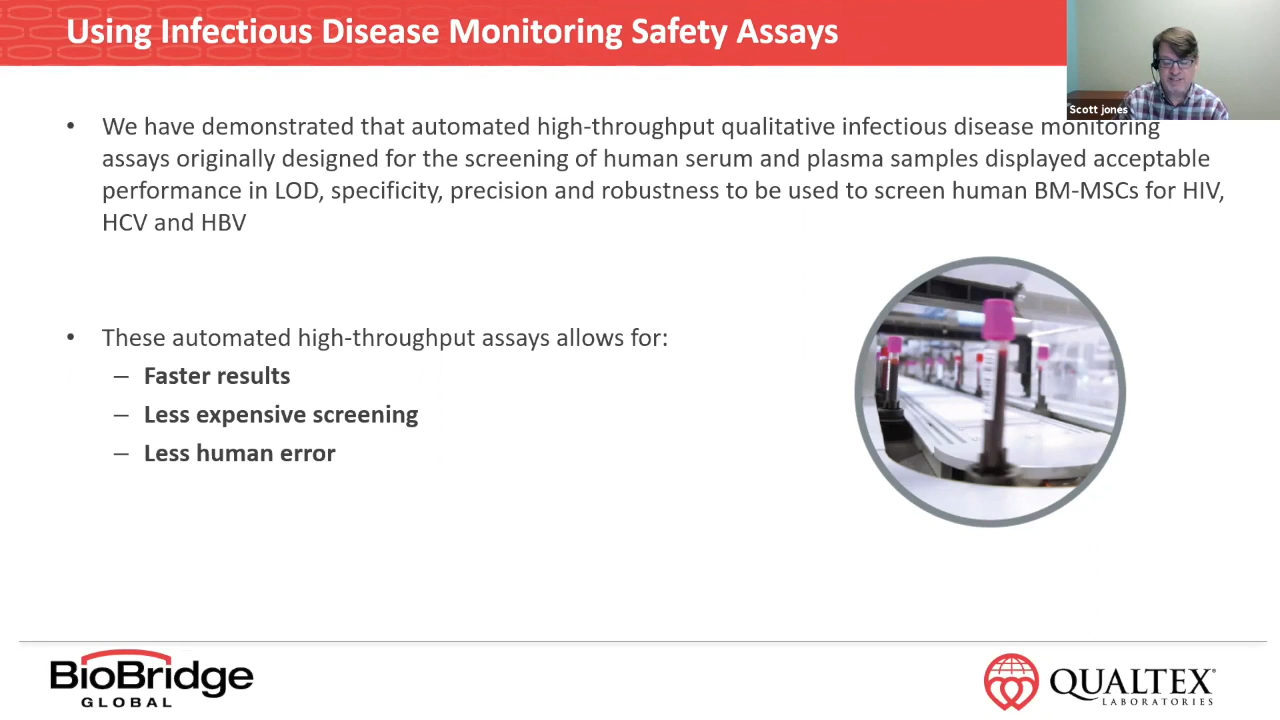 Using Infectious Disease Monitoring Safety Assays
Scott jones
• We have demonstrated that automated high-throughput qualitative infectious disease monitoring
assays originally designed for the screening of human serum and plasma samples displayed acceptable
performance in LOD, specificity, precision and robustness to be used to screen human BM-MSCs for HIV,
HCV and HBV
• These automated high-throughput assays allows for:
– Faster results
– Less expensive screening
– Less human error
BioBridge
GLOBAL
QUALTEX®
LABORATORIES